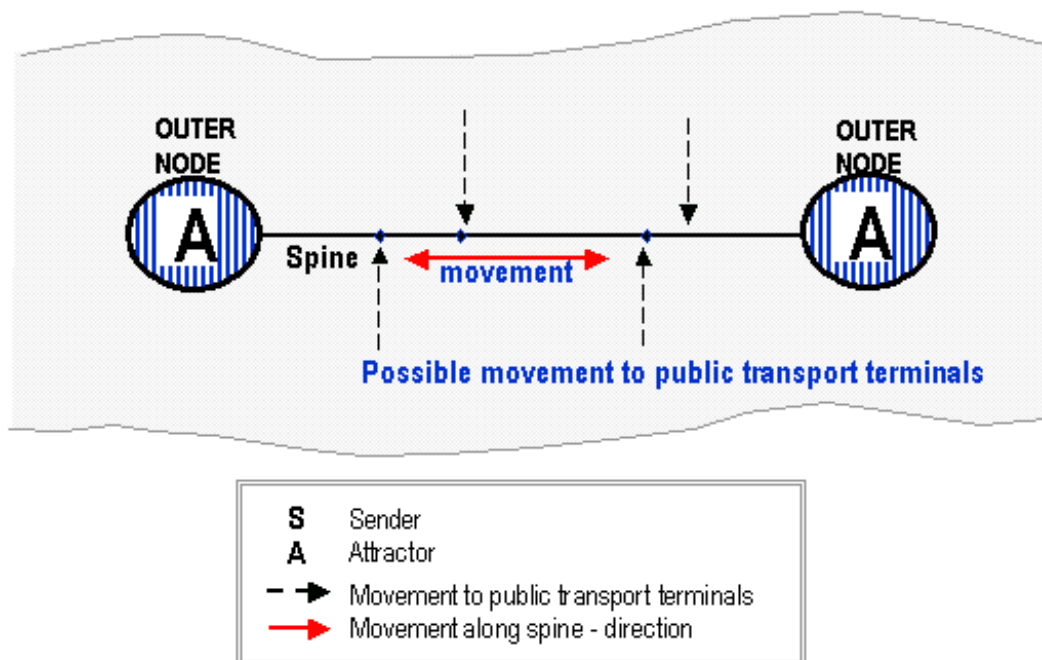 OUTER
NODE
OUTER
NODE
A
A
Spine
movement
Possible movement to public transport terminals
S Sender
A Attractor
Movement to public transport terminals
Movement along spine - direction